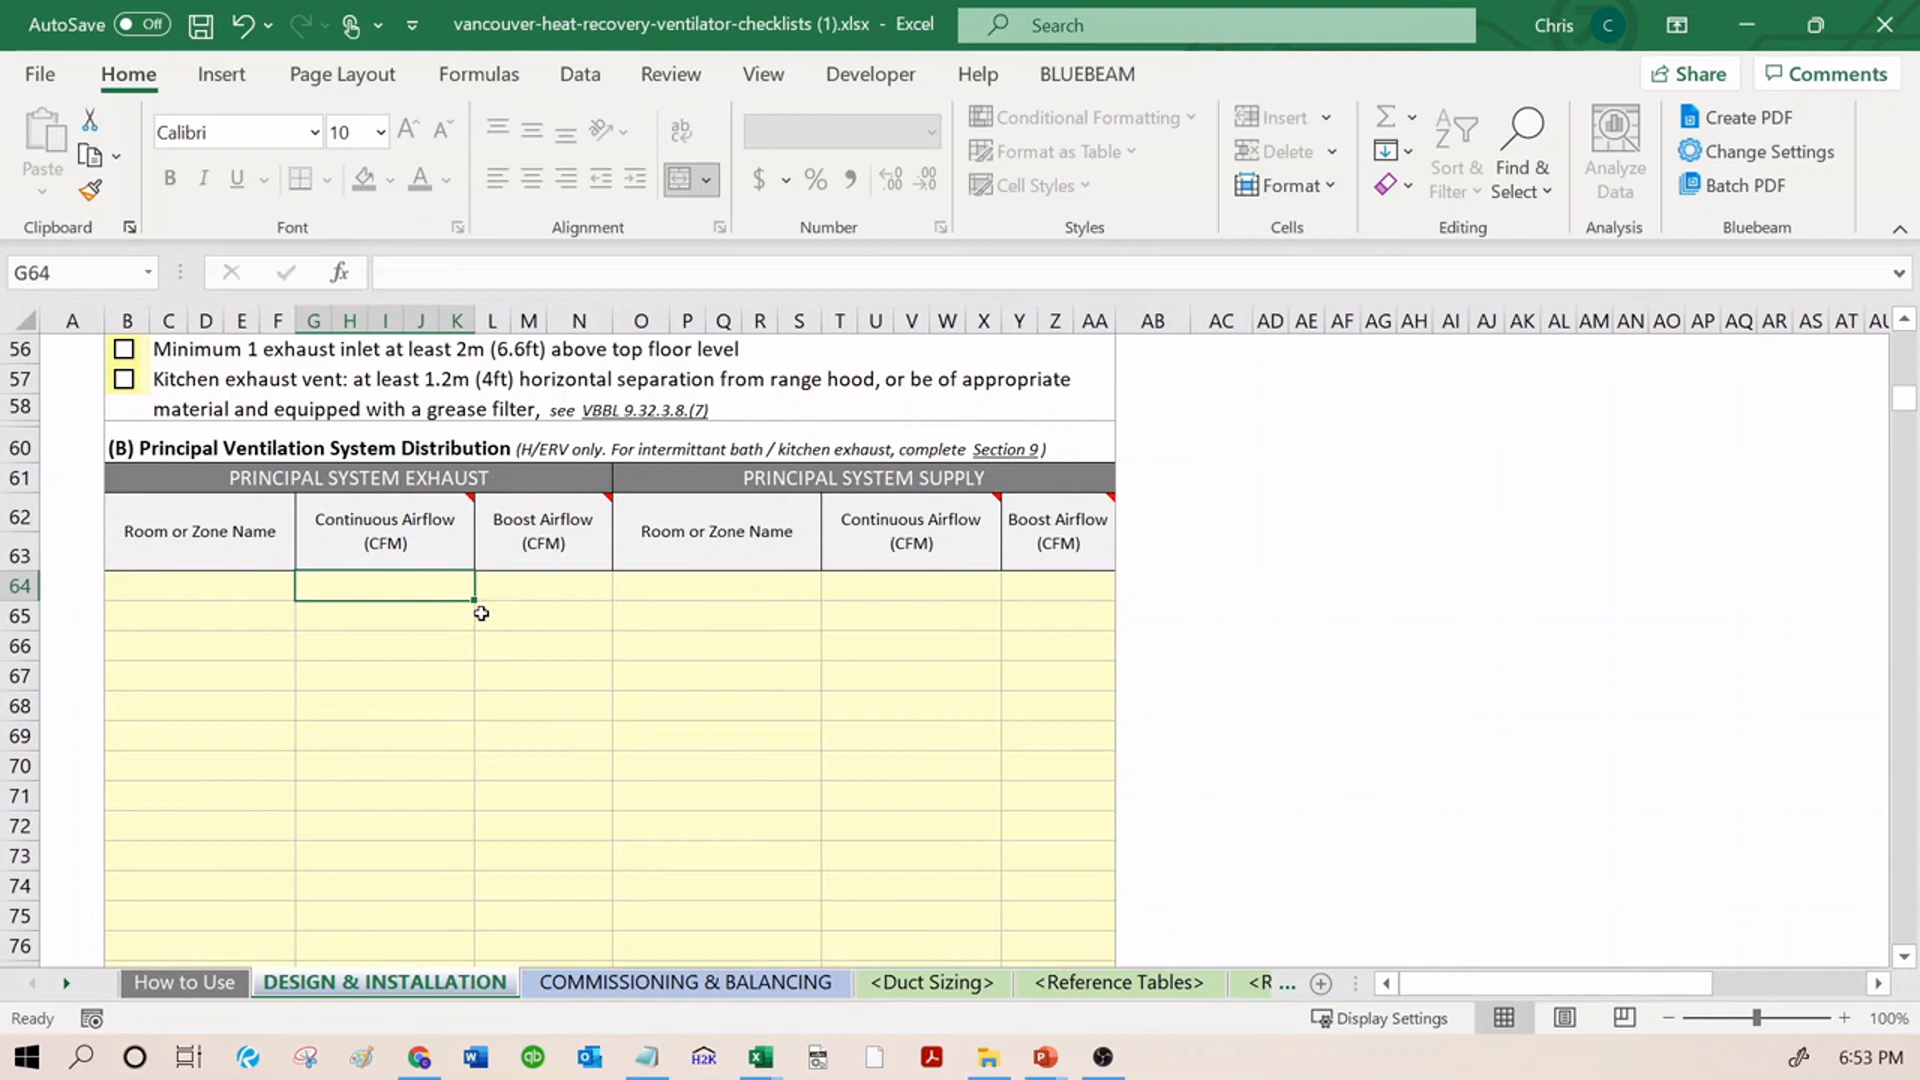 AutoSave Off vancouver-heat-recovery-ventilator-checklists (1).xlsx - Excel Search Chris C
File Home Insert Page Layout Formulas Data Review View Developer Help BLUEBEAM Share Comments
Paste Calibri 10 A A ab Conditional Formatting Insert Create PDF
Format as Table Delete Change Settings
B I U A $ % Cell Styles Format Sort & Filter Find & Select Analyze Data Batch PDF
Clipboard Font Alignment Number Styles Cells Editing Analysis Bluebeam
G64 fx
A B C D E F G H I J K L M N O P Q R S T U V W X Y Z AA AB AC AD AE AF AG AH AI AJ AK AL AM AN AO AP AQ AR AS AT AU
56 Minimum 1 exhaust inlet at least 2m (6.6ft) above top floor level
57 Kitchen exhaust vent: at least 1.2m (4ft) horizontal separation from range hood, or be of appropriate
58 material and equipped with a grease filter, see VBBL 9.32.3.8.(7)
60 (B) Principal Ventilation System Distribution (H/ERV only. For intermittant bath / kitchen exhaust, complete Section 9 )
61 PRINCIPAL SYSTEM EXHAUST PRINCIPAL SYSTEM SUPPLY
62 Room or Zone Name Continuous Airflow (CFM) Boost Airflow (CFM) Room or Zone Name Continuous Airflow (CFM) Boost Airflow (CFM)
63
64
65
66
67
68
69
70
71
72
73
74
75
76
How to Use DESIGN & INSTALLATION COMMISSIONING & BALANCING <Duct Sizing> <Reference Tables> <R ...
Ready Display Settings 100%
H2K 6:53 PM